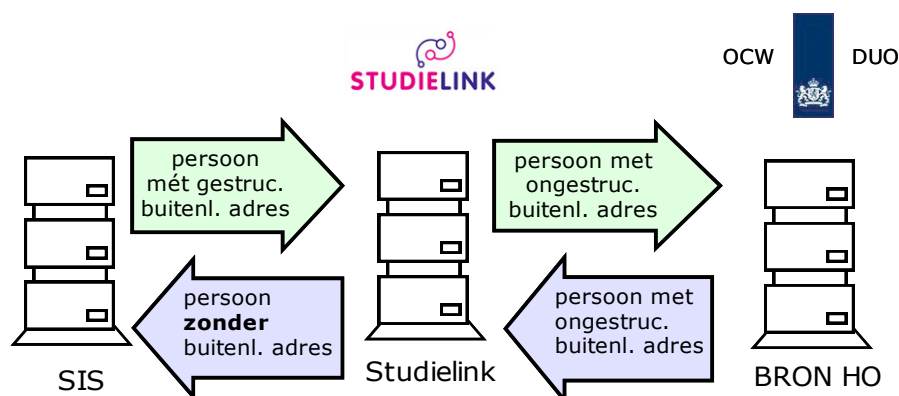 STUDIELINK
OCW DUO
persoon
mét gestruc.
buitenl. adres
persoon met
ongestruc.
buitenl. adres
persoon
zonder
buitenl. adres
persoon met
ongestruc.
buitenl. adres
SIS
Studielink
BRON HO